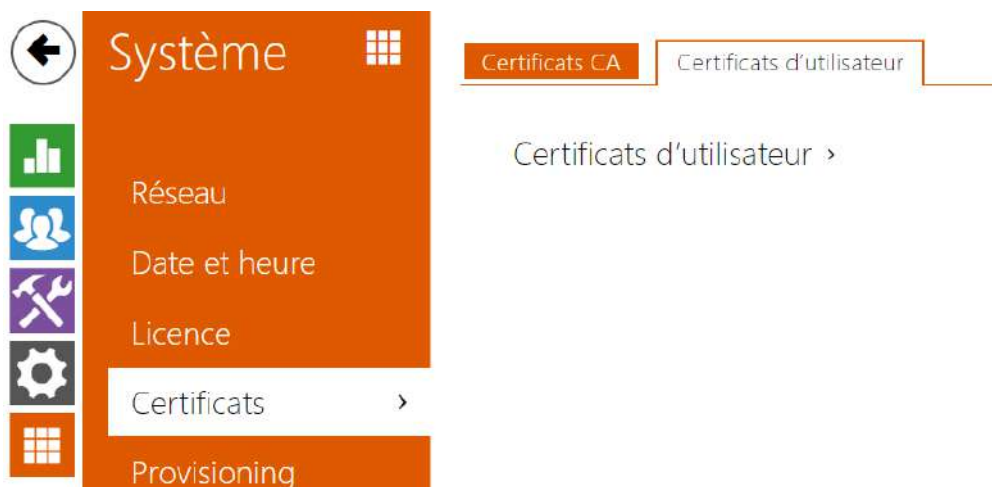 Système
Réseau
Date et heure
Licence
Certificats
Provisioning
Certificats CA
Certificats d'utilisateur
Certificats d'utilisateur ›